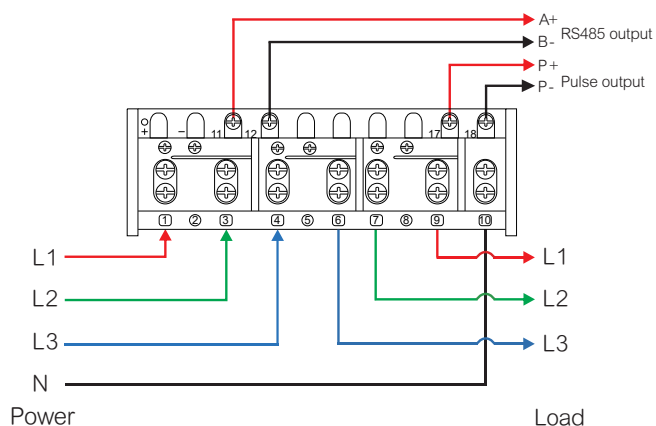 A+
RS485 output
B-
P+
P- Pulse output
+ - 11 12 17 18
1 2 3 4 5 6 7 8 9 10
L1 L1
L2 L2
L3 L3
N
Power Load